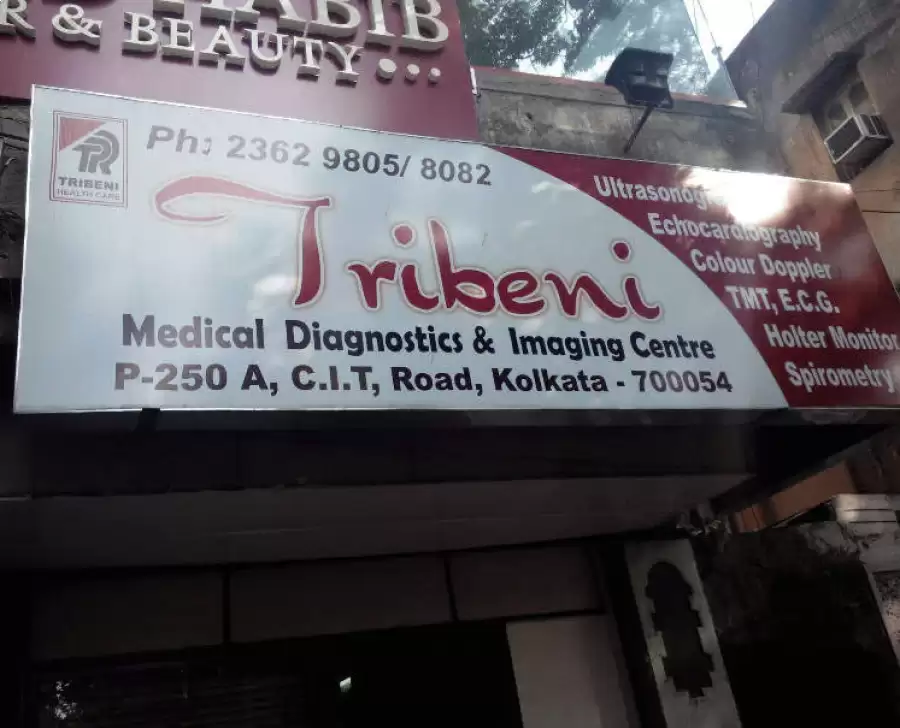 HABIB
R & BEAUTY
TRIBENI
HEALTH CARE
Ph: 2362 9805/ 8082
Tribeni
Medical Diagnostics & Imaging Centre
P-250 A, C.I.T, Road, Kolkata - 700054
Echocardiography
Colour Doppler
TMT, E.C.G.
Holter Monitor
Spirometry